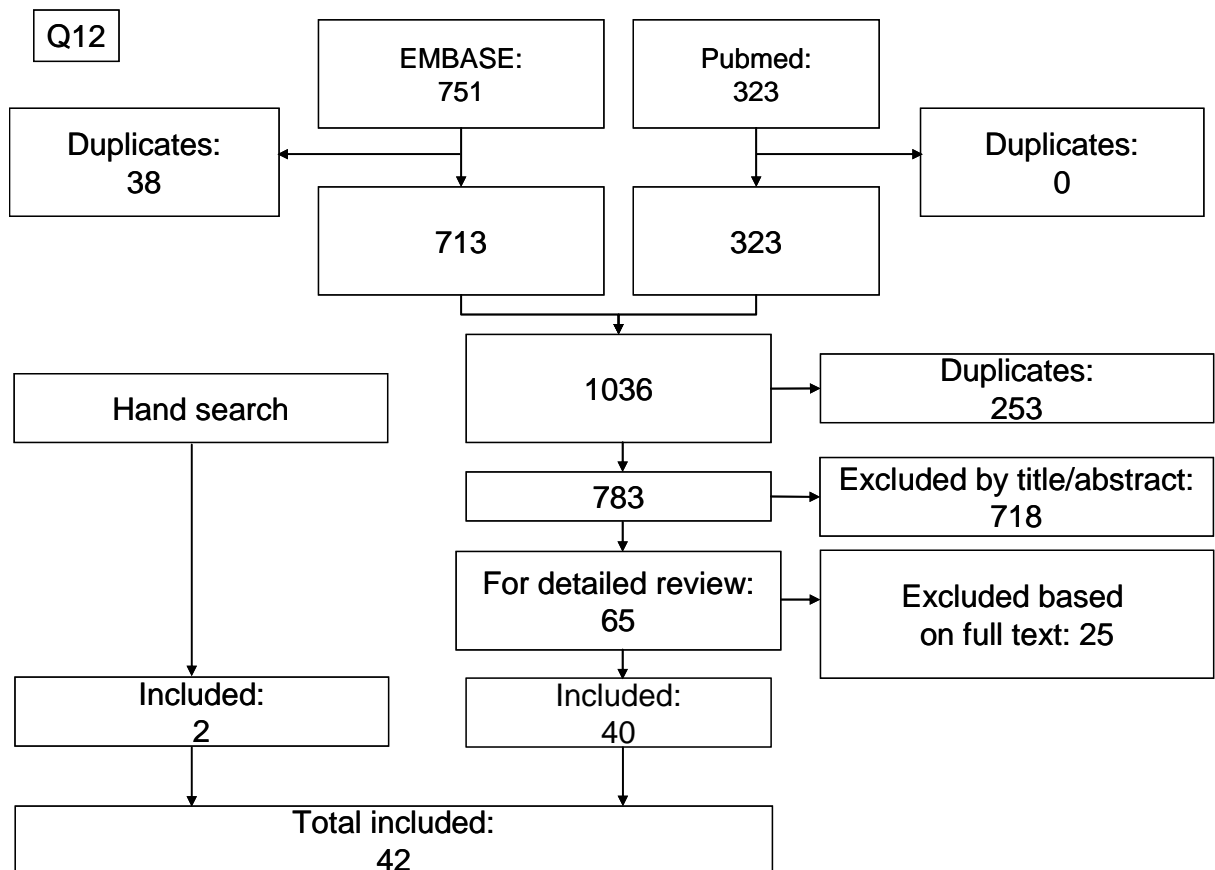 Q12
EMBASE:
751
Pubmed:
323
Duplicates:
38
Duplicates:
0
713
323
1036
Duplicates:
253
Hand search
783
Excluded by title/abstract:
718
For detailed review:
65
Excluded based
on full text: 25
Included:
2
Included:
40
Total included:
42